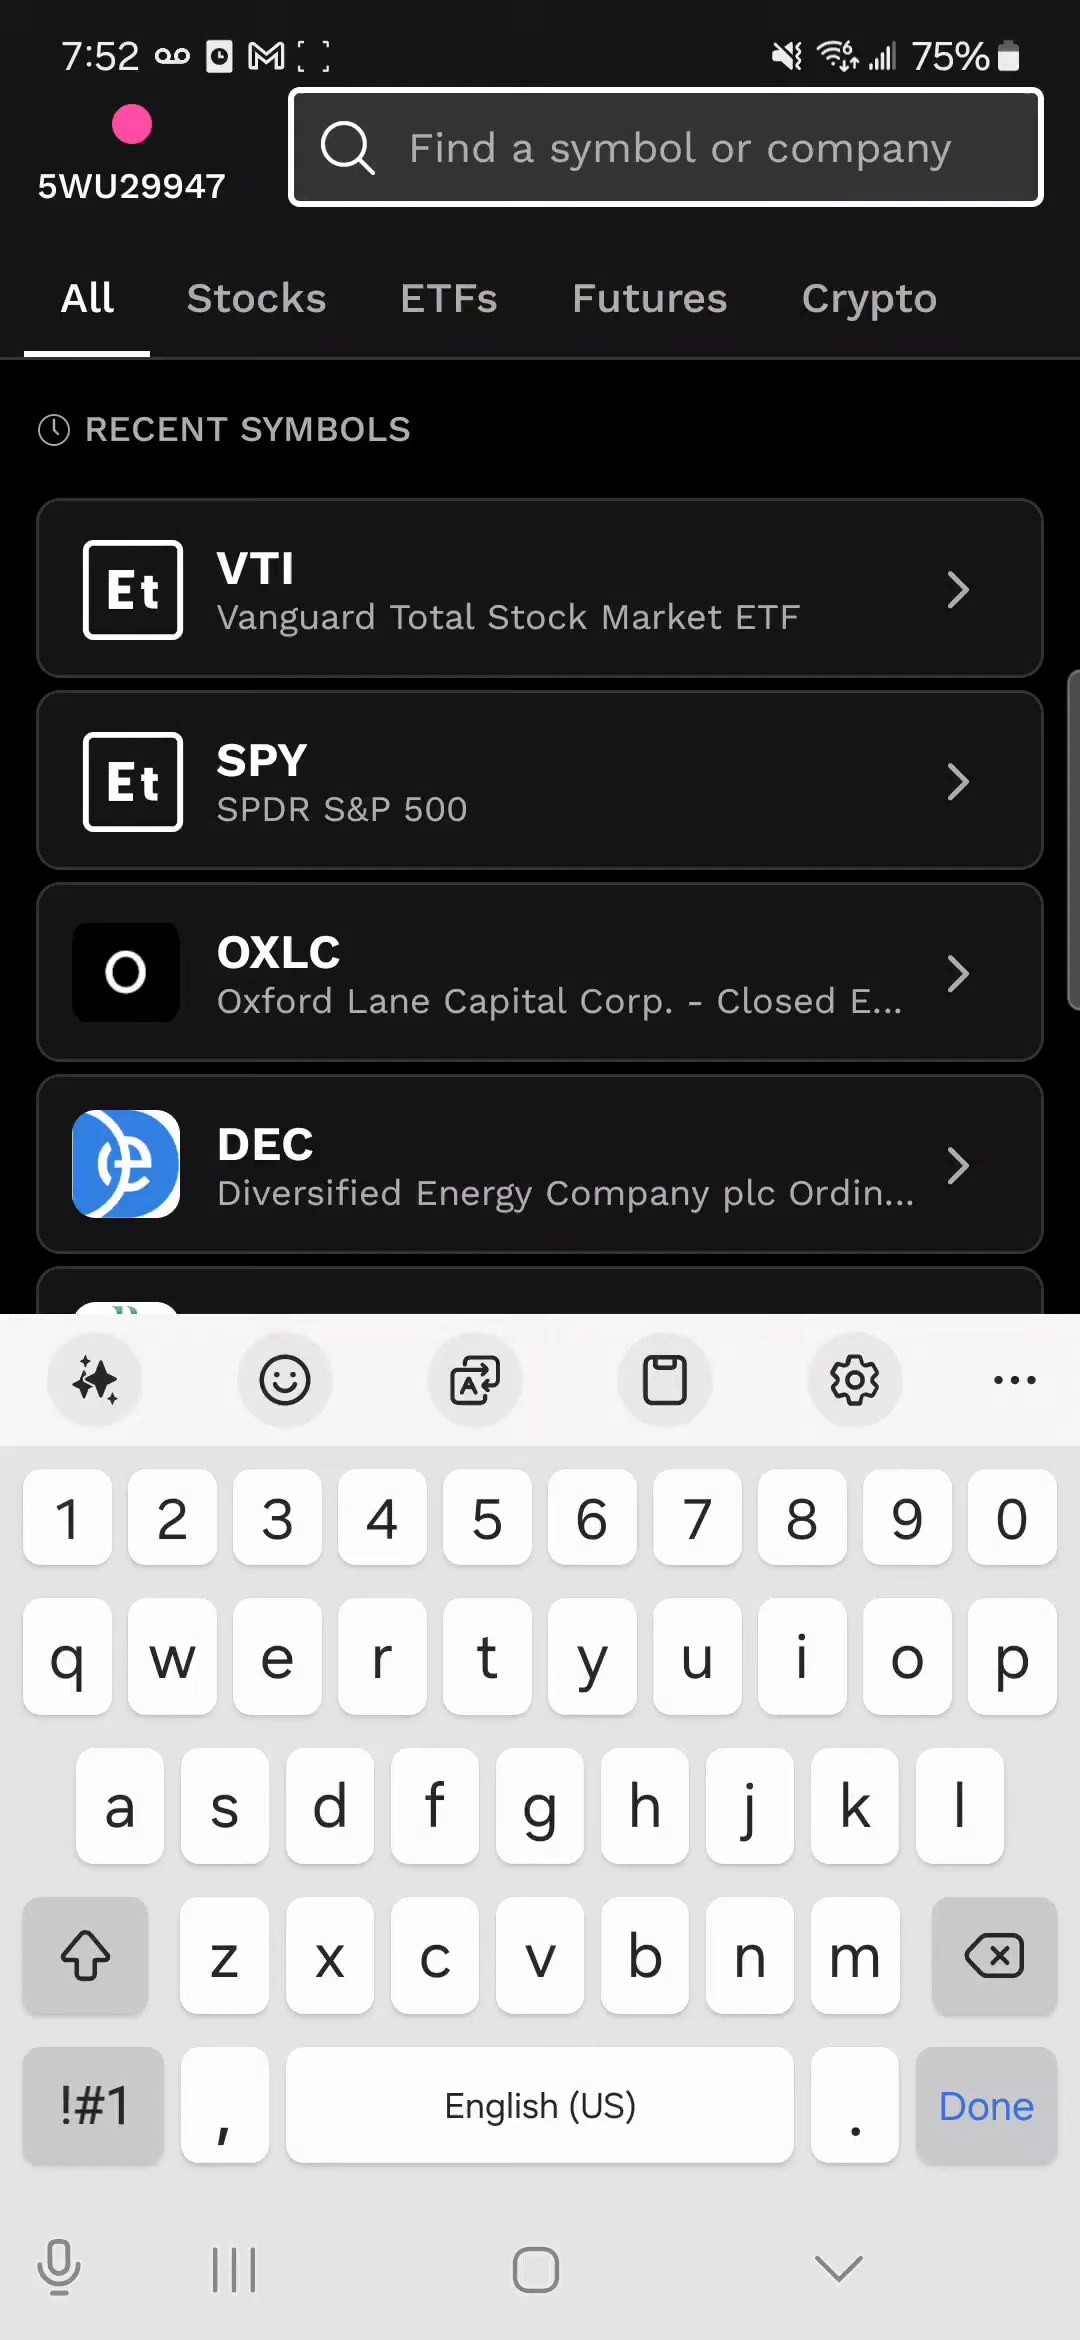 7:52
75%
5WU29947
Find a symbol or company
All Stocks ETFs Futures Crypto
RECENT SYMBOLS
Et
VTI
Vanguard Total Stock Market ETF
Et
SPY
SPDR S&P 500
O
OXLC
Oxford Lane Capital Corp. - Closed E...
DEC
Diversified Energy Company plc Ordin...
1 2 3 4 5 6 7 8 9 0
q w e r t y u i o p
a s d f g h j k l
z x c v b n m
!#1 , English (US) . Done